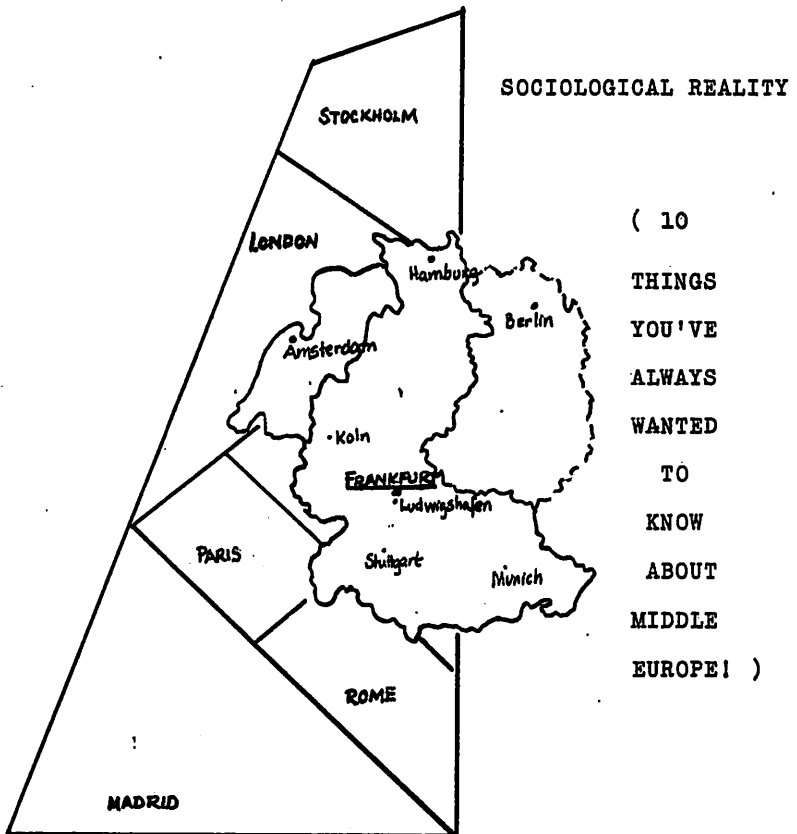 SOCIOLOGICAL REALITY
STOCKHOLM
( 10
LONDON
Hamburg
THINGS
Berlin
YOU'VE
Amsterdam
ALWAYS
WANTED
Koln
TO
FRANKFURT
Ludwigshafen
KNOW
PARIS
Stuttgart
ABOUT
Munich
MIDDLE
EUROPE! )
ROME
MADRID